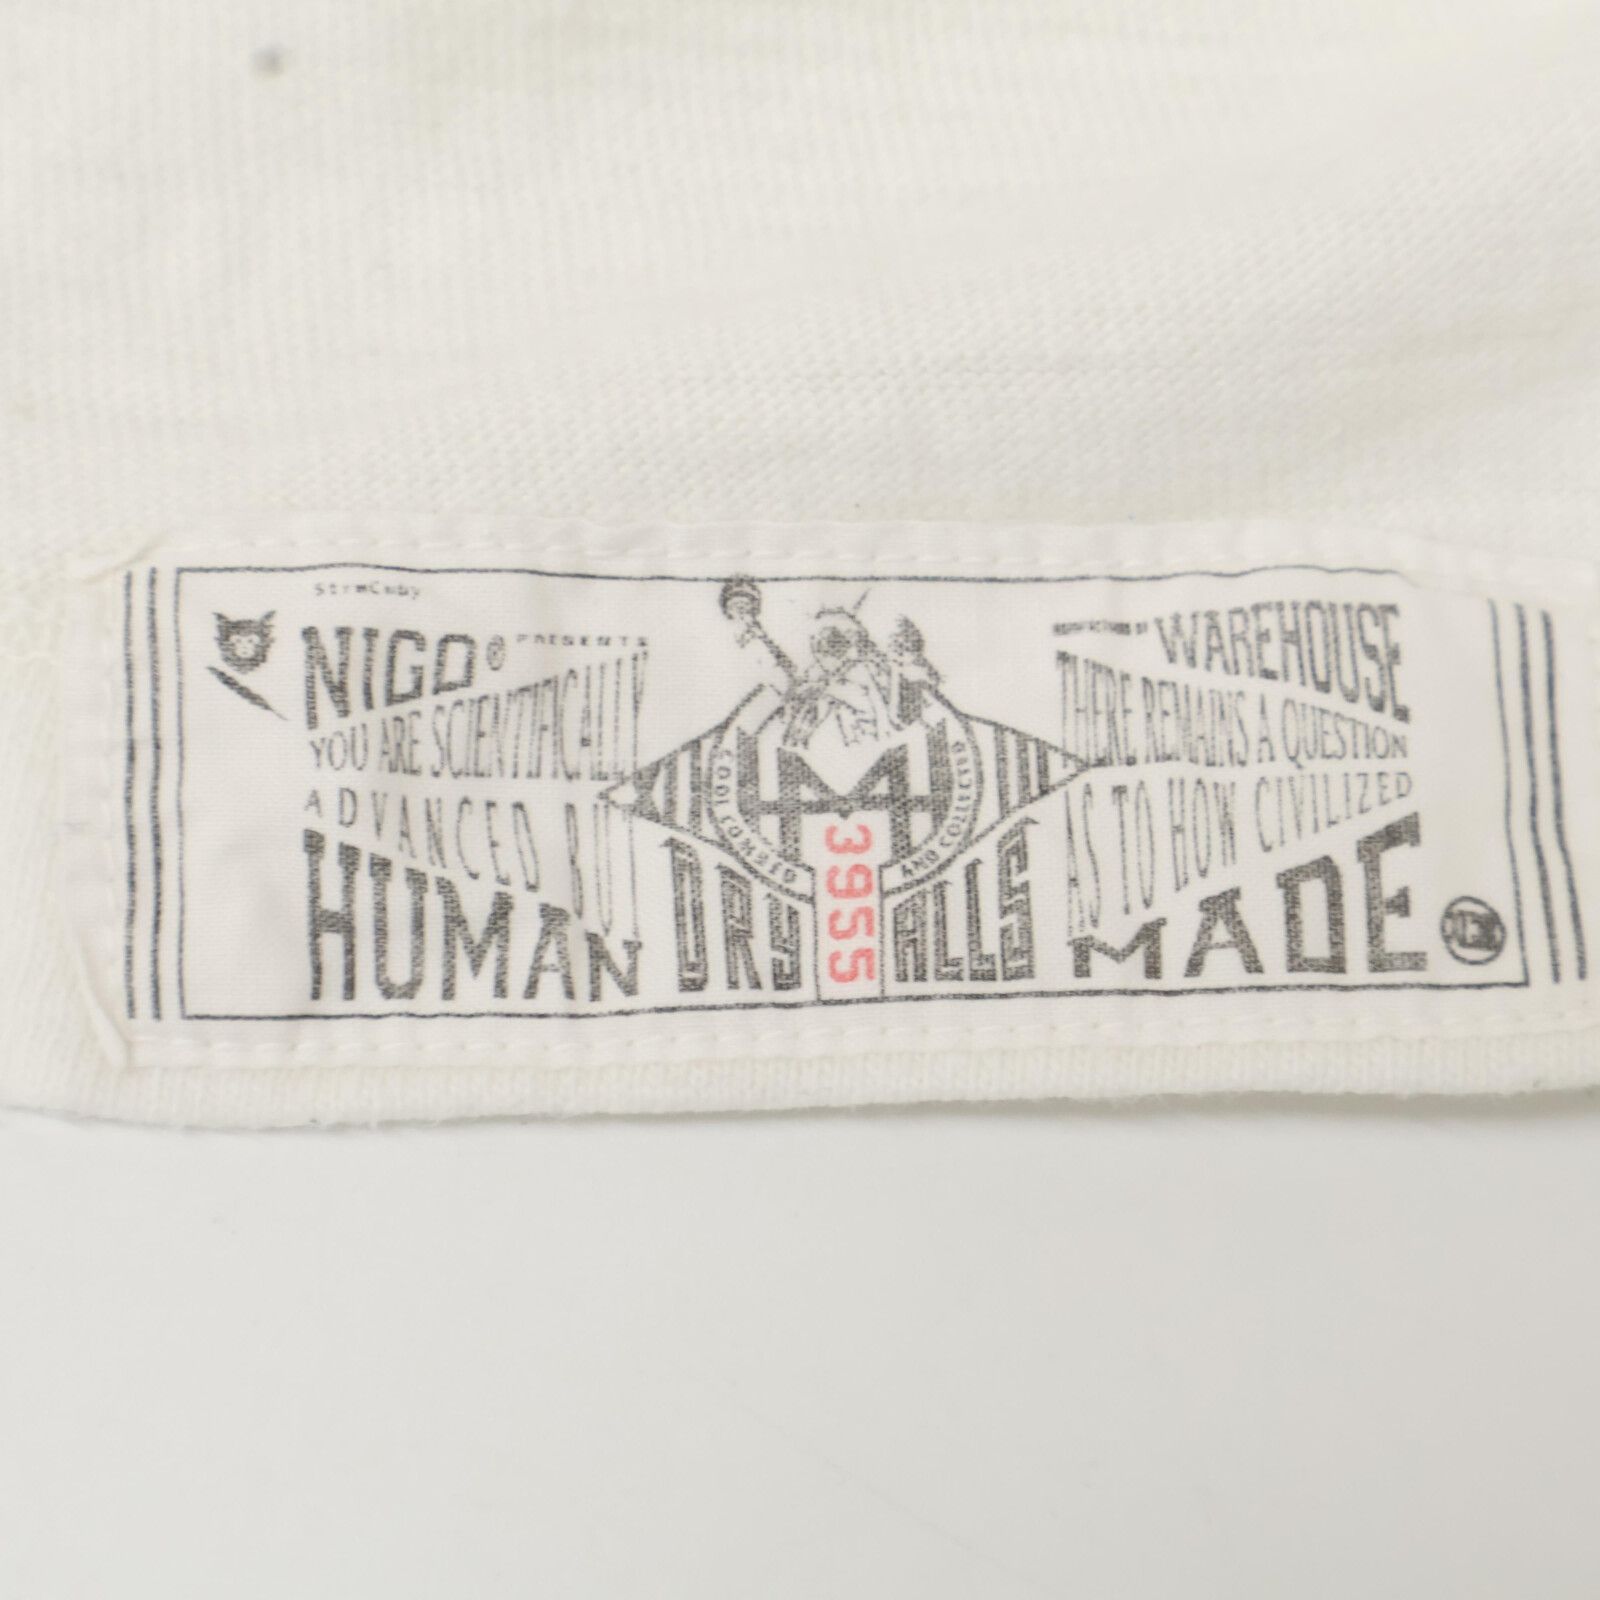 NIGO® PRESENTS
YOU ARE SCIENTIFICALLY
ADVANCED BUT
HUMAN
DRY
3955
ALLS
WAREHOUSE
THERE REMAINS A QUESTION
AS TO HOW CIVILIZED
MADE